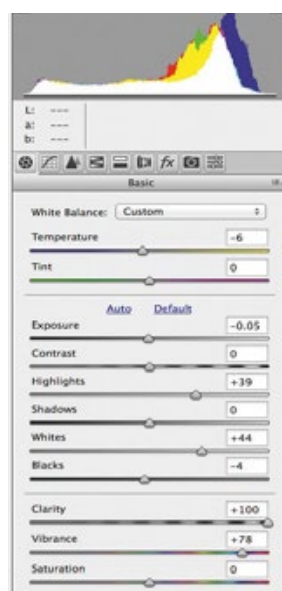 L: ---
a: ---
b: ---
fx
Basic
White Balance: Custom
Temperature -6
Tint 0
Auto Default
Exposure -0.05
Contrast 0
Highlights +39
Shadows 0
Whites +44
Blacks -4
Clarity +100
Vibrance +78
Saturation 0